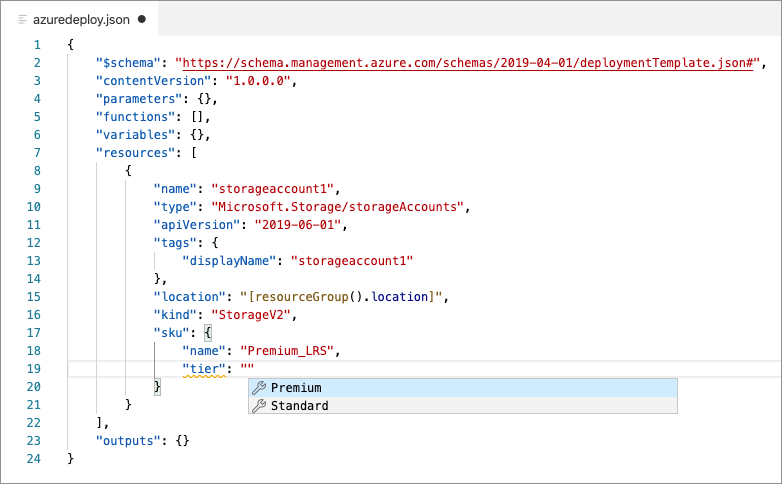 azuredeploy.json
1 {
2 "$schema": "https://schema.management.azure.com/schemas/2019-04-01/deploymentTemplate.json#",
3 "contentVersion": "1.0.0.0",
4 "parameters": {},
5 "functions": [],
6 "variables": {},
7 "resources": [
8 {
9 "name": "storageaccount1",
10 "type": "Microsoft.Storage/storageAccounts",
11 "apiVersion": "2019-06-01",
12 "tags": {
13 "displayName": "storageaccount1"
14 },
15 "location": "[resourceGroup().location]",
16 "kind": "StorageV2",
17 "sku": {
18 "name": "Premium_LRS",
19 "tier": ""
20 }
Premium
21 }
Standard
22 ],
23 "outputs": {}
24 }